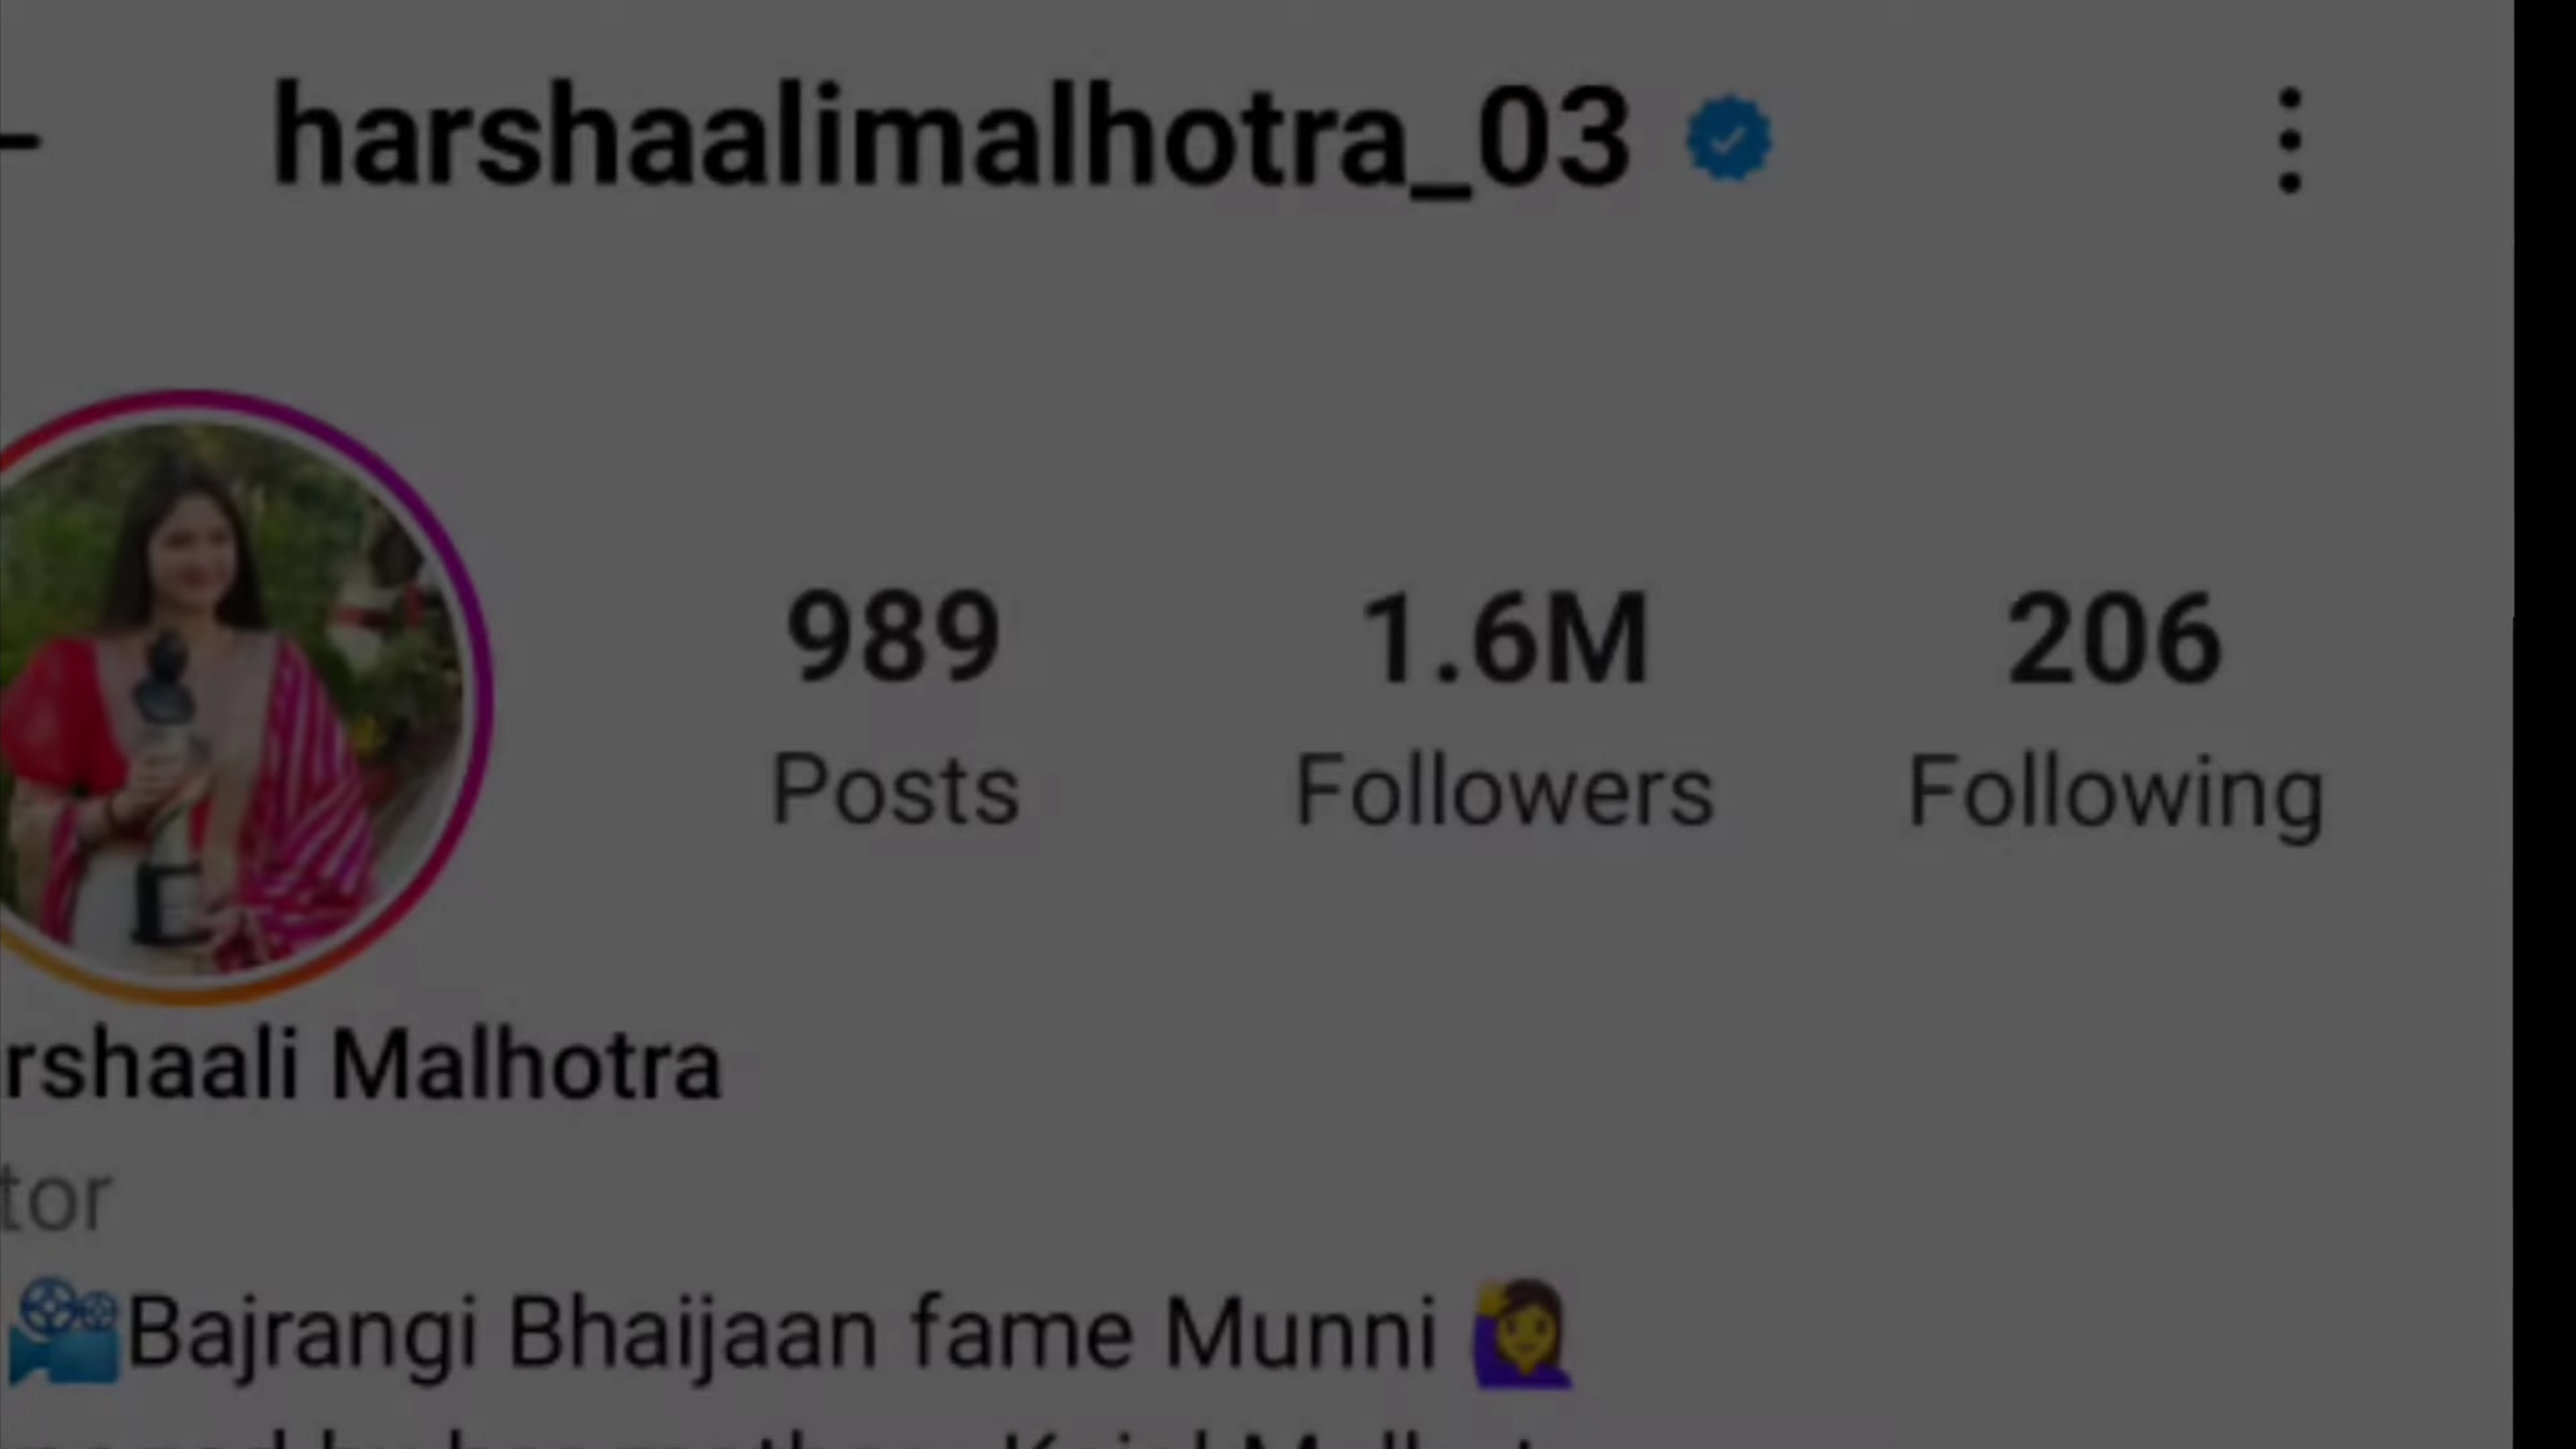 harshaalimalhotra_03
989 1.6M 206
Posts Followers Following
rshaali Malhotra
tor
Bajrangi Bhaijaan fame Munni